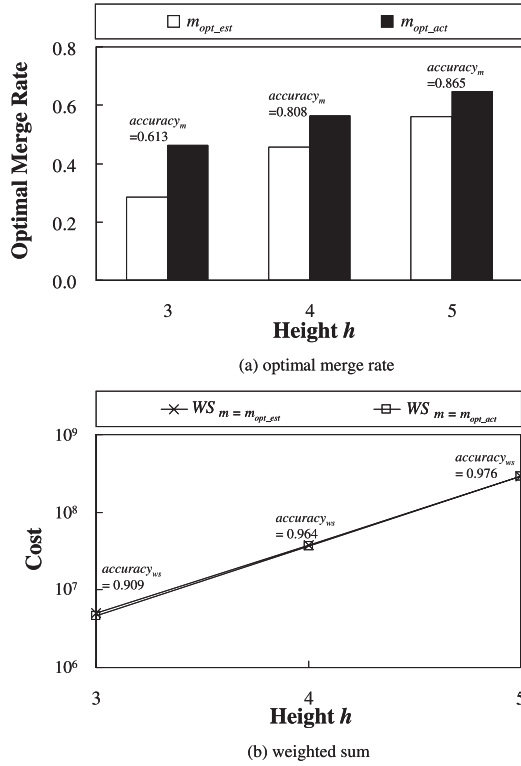 m_opt_est m_opt_act
Optimal Merge Rate
0.8
0.6
0.4
0.2
0.0
accuracy_m
=0.613
accuracy_m
=0.808
accuracy_m
=0.865
3 4 5
Height h
(a) optimal merge rate
WS m = m_opt_est WS m = m_opt_act
Cost
10^9
10^8
10^7
10^6
accuracy_ws
= 0.909
accuracy_ws
= 0.964
accuracy_ws
= 0.976
3 4 5
Height h
(b) weighted sum